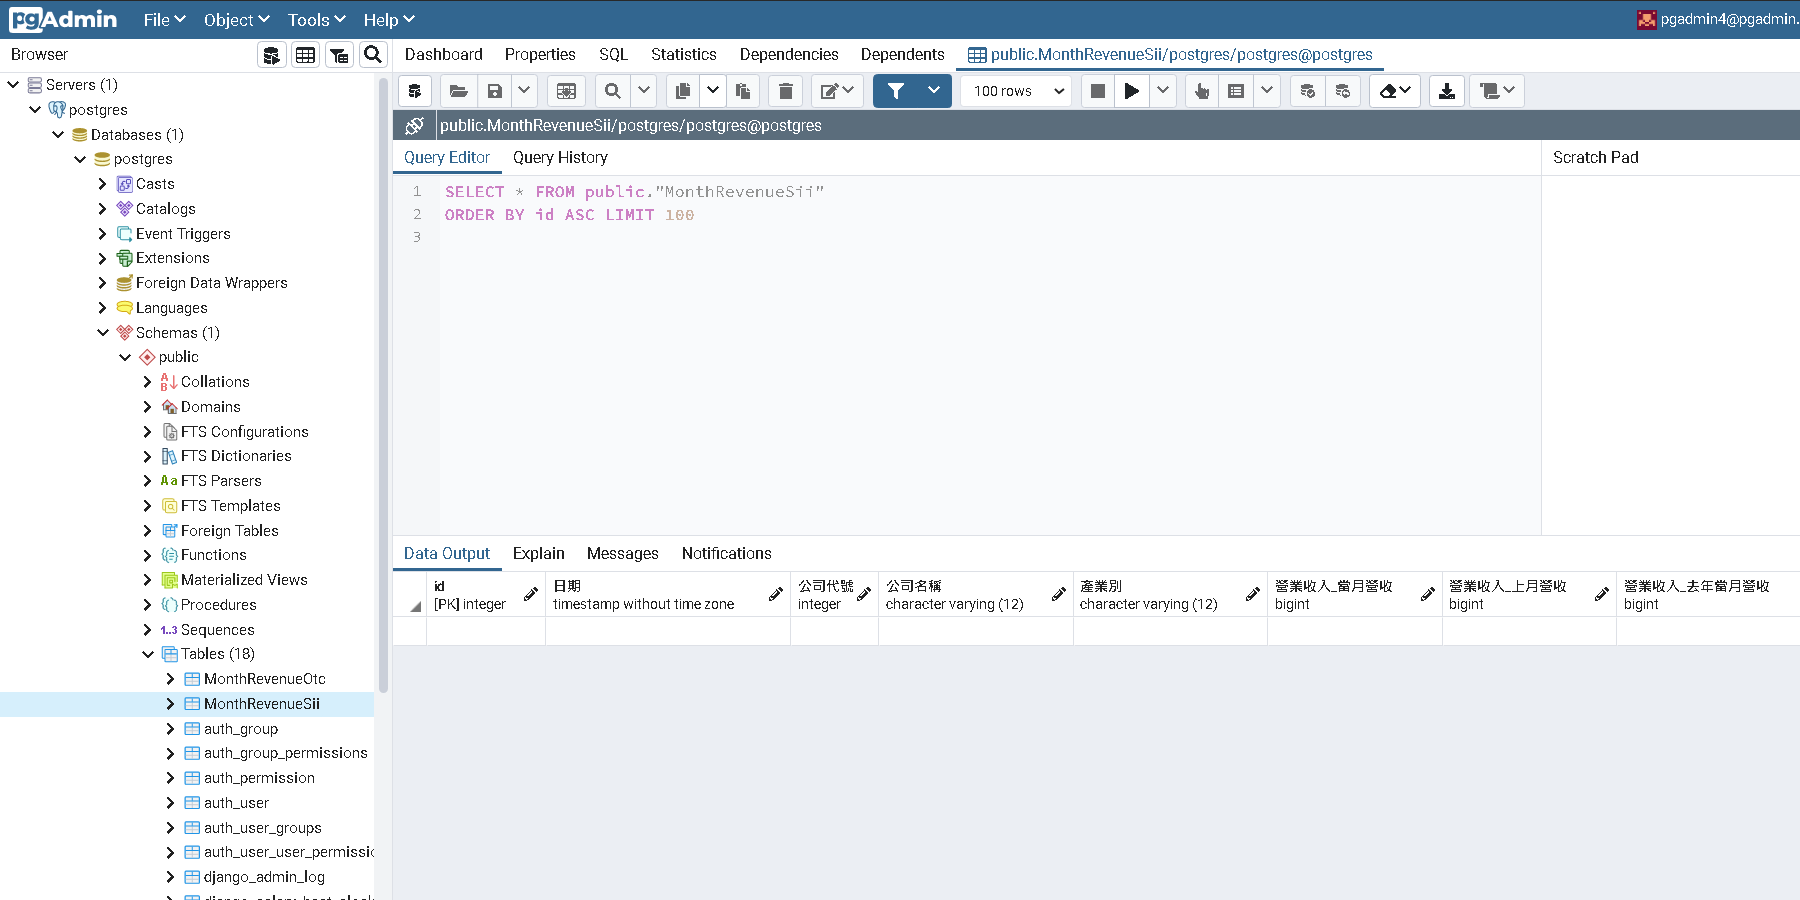 pgAdmin File Object Tools Help pgadmin4@pgadmin.
Browser
Dashboard Properties SQL Statistics Dependencies Dependents public.MonthRevenueSii/postgres/postgres@postgres
100 rows
public.MonthRevenueSii/postgres/postgres@postgres
Query Editor Query History
Scratch Pad
1 SELECT * FROM public."MonthRevenueSii"
2 ORDER BY id ASC LIMIT 100
3
Servers (1)
postgres
Databases (1)
postgres
Casts
Catalogs
Event Triggers
Extensions
Foreign Data Wrappers
Languages
Schemas (1)
public
Collations
Domains
FTS Configurations
FTS Dictionaries
Aa FTS Parsers
FTS Templates
Foreign Tables
Functions
Materialized Views
Procedures
1..3 Sequences
Tables (18)
MonthRevenueOtc
MonthRevenueSii
auth_group
auth_group_permissions
auth_permission
auth_user
auth_user_groups
auth_user_user_permissic
django_admin_log
Data Output Explain Messages Notifications
id 日期 公司代號 公司名稱 產業別 營業收入_當月營收 營業收入_上月營收 營業收入_去年當月營收
[PK] integer timestamp without time zone integer character varying (12) character varying (12) bigint bigint bigint